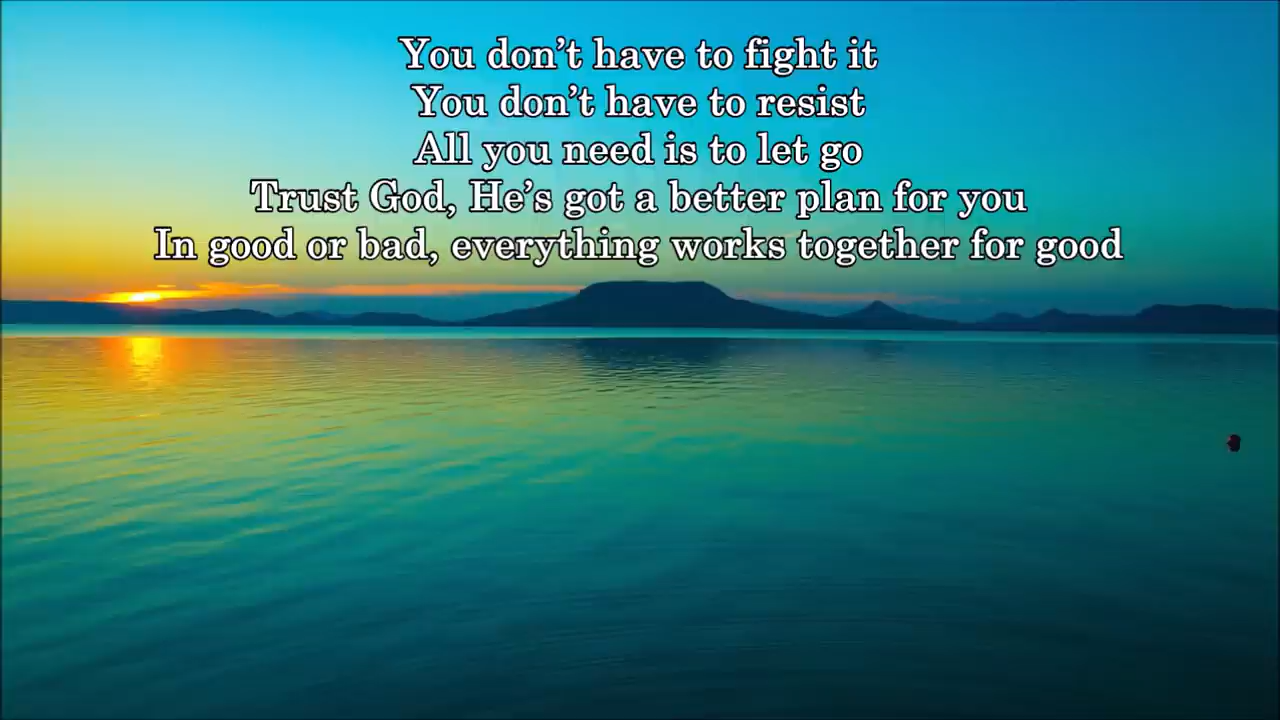 You don’t have to fight it
You don’t have to resist
All you need is to let go
Trust God, He’s got a better plan for you
In good or bad, everything works together for good